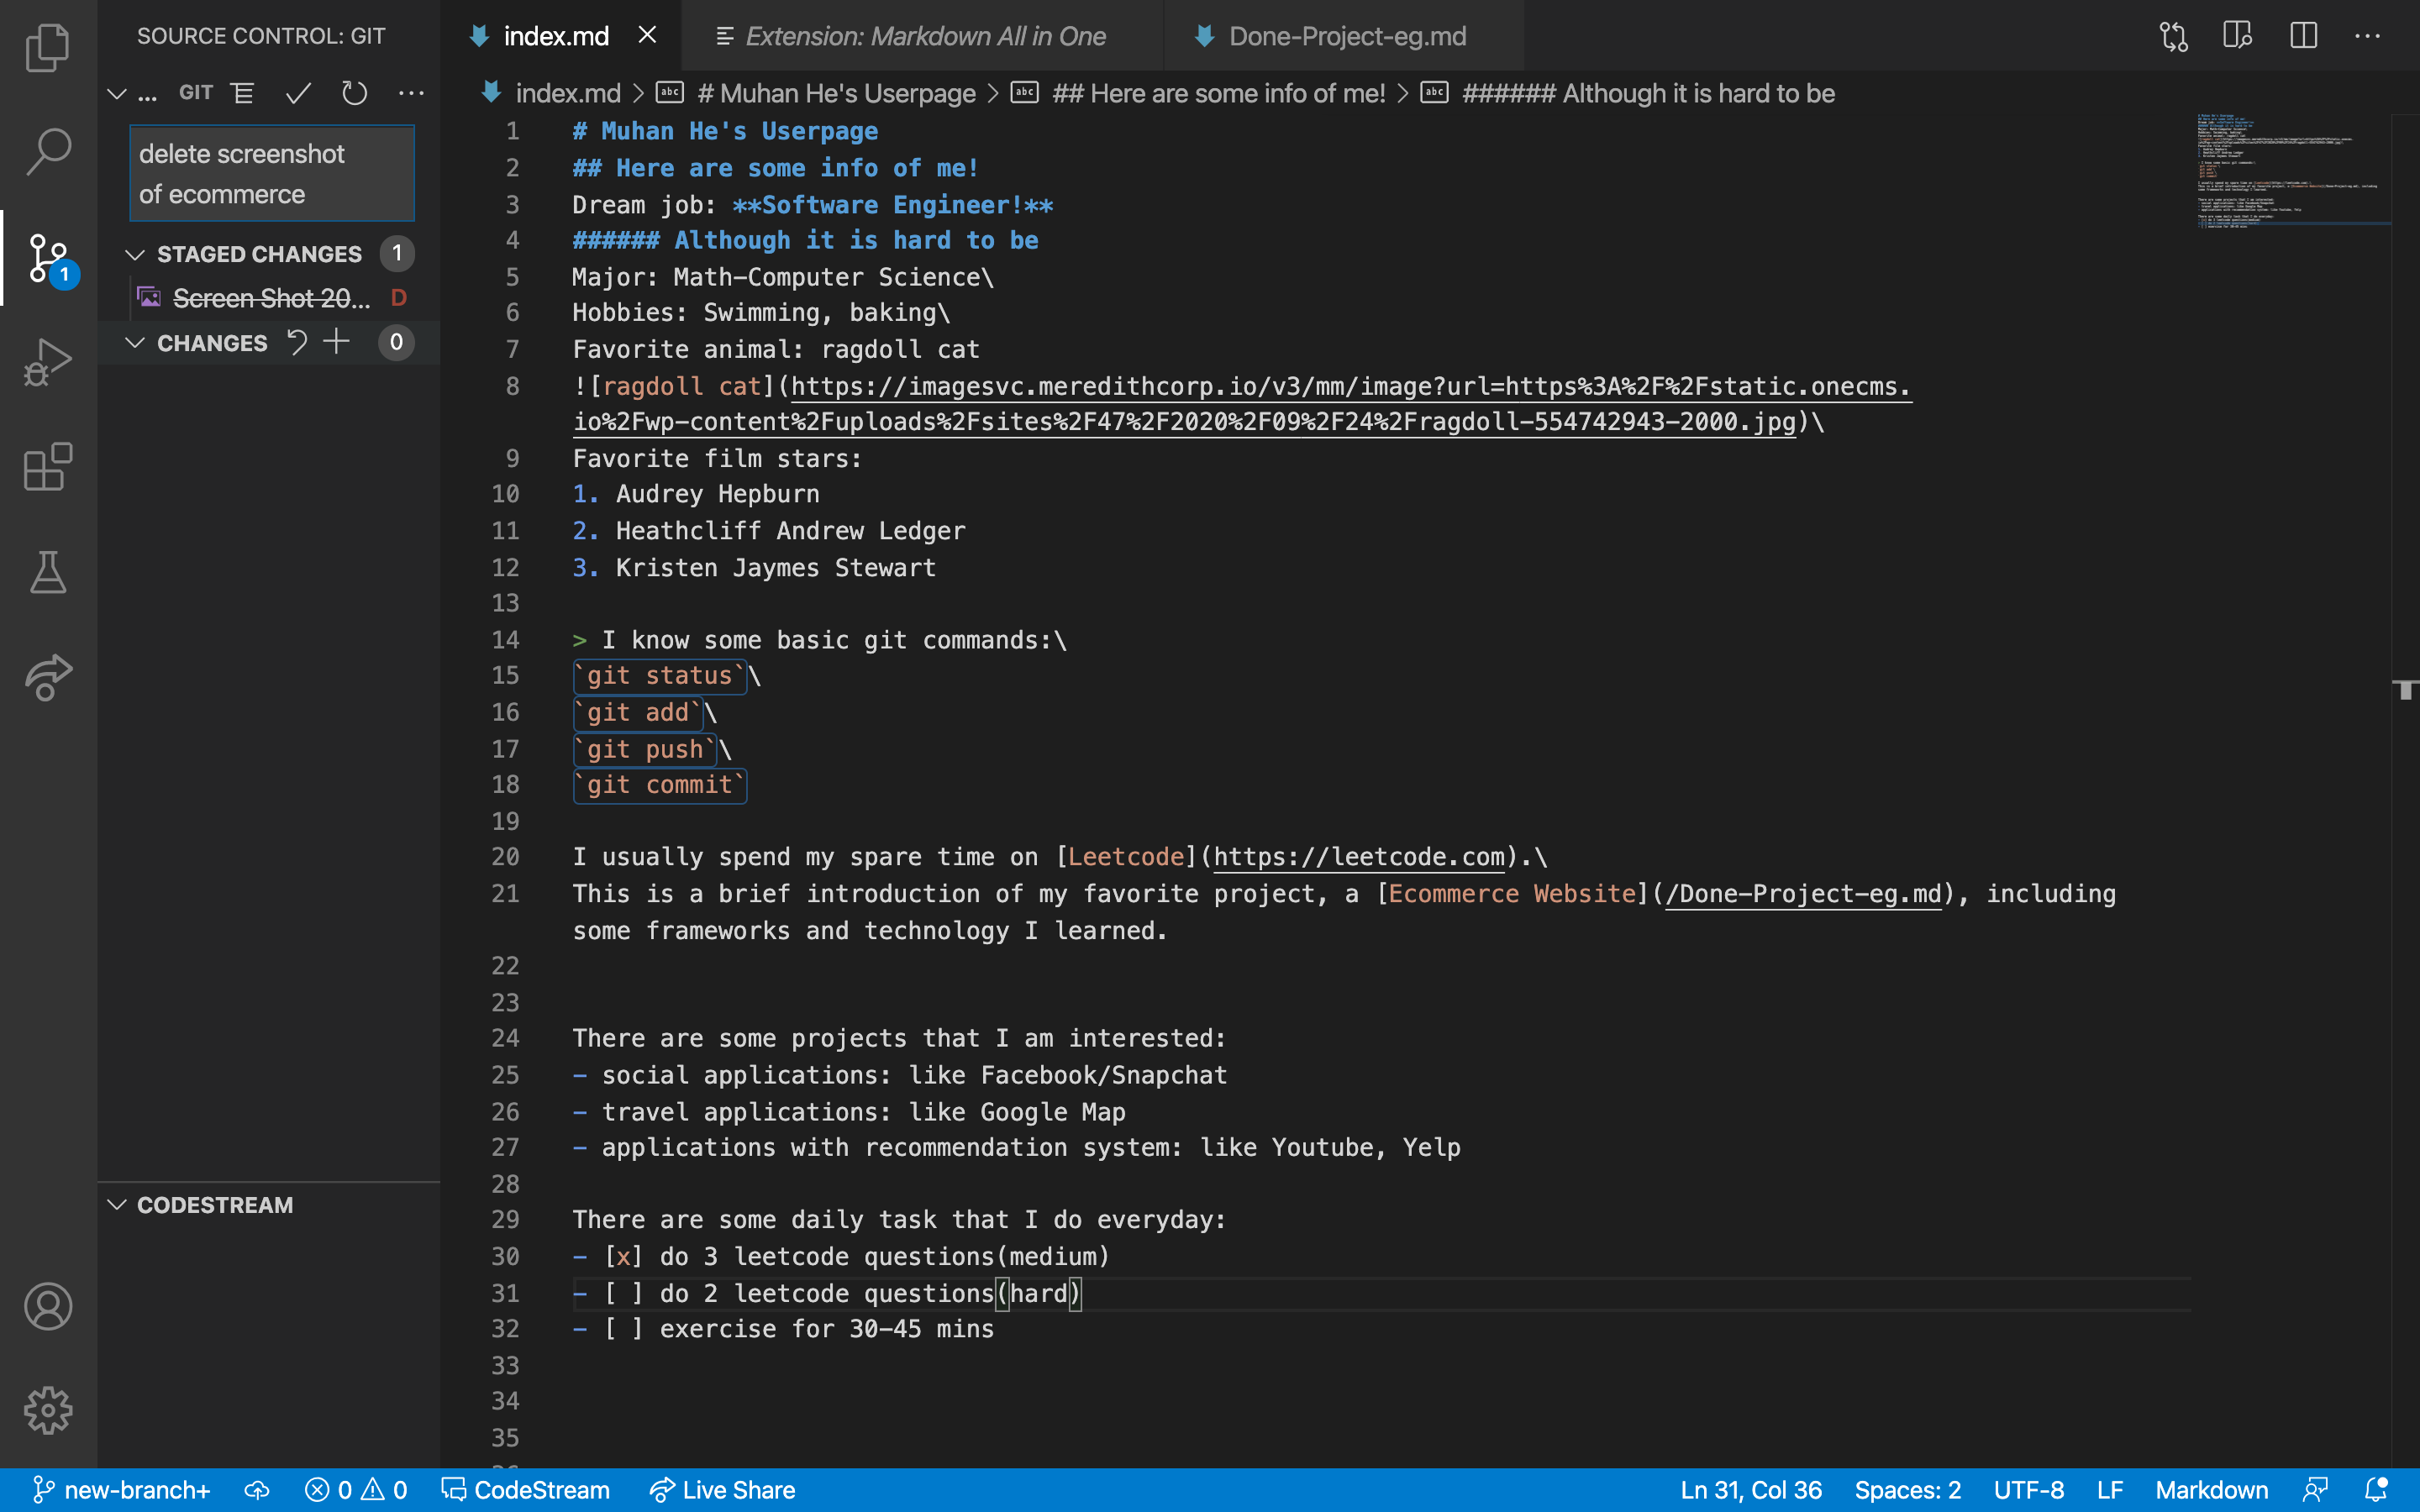 SOURCE CONTROL: GIT
index.md
Extension: Markdown All in One
Done-Project-eg.md
... GIT
index.md > # Muhan He's Userpage > ## Here are some info of me! > ###### Although it is hard to be
delete screenshot
of ecommerce
STAGED CHANGES 1
Screen Shot 20... D
CHANGES 0
CODESTREAM
1 # Muhan He's Userpage
2 ## Here are some info of me!
3 Dream job: **Software Engineer!**
4 ###### Although it is hard to be
5 Major: Math-Computer Science\
6 Hobbies: Swimming, baking\
7 Favorite animal: ragdoll cat
8 ![ragdoll cat](https://imagesvc.meredithcorp.io/v3/mm/image?url=https%3A%2F%2Fstatic.onecms.
io%2Fwp-content%2Fuploads%2Fsites%2F47%2F2020%2F09%2F24%2Fragdoll-554742943-2000.jpg)\
9 Favorite film stars:
10 1. Audrey Hepburn
11 2. Heathcliff Andrew Ledger
12 3. Kristen Jaymes Stewart
13
14 > I know some basic git commands:\
15 `git status`\
16 `git add`\
17 `git push`\
18 `git commit`
19
20 I usually spend my spare time on [Leetcode](https://leetcode.com).\
21 This is a brief introduction of my favorite project, a [Ecommerce Website](/Done-Project-eg.md), including
some frameworks and technology I learned.
22
23
24 There are some projects that I am interested:
25 - social applications: like Facebook/Snapchat
26 - travel applications: like Google Map
27 - applications with recommendation system: like Youtube, Yelp
28
29 There are some daily task that I do everyday:
30 - [x] do 3 leetcode questions(medium)
31 - [ ] do 2 leetcode questions(hard)
32 - [ ] exercise for 30-45 mins
33
34
35
1
new-branch+ 0 0 CodeStream Live Share Ln 31, Col 36 Spaces: 2 UTF-8 LF Markdown